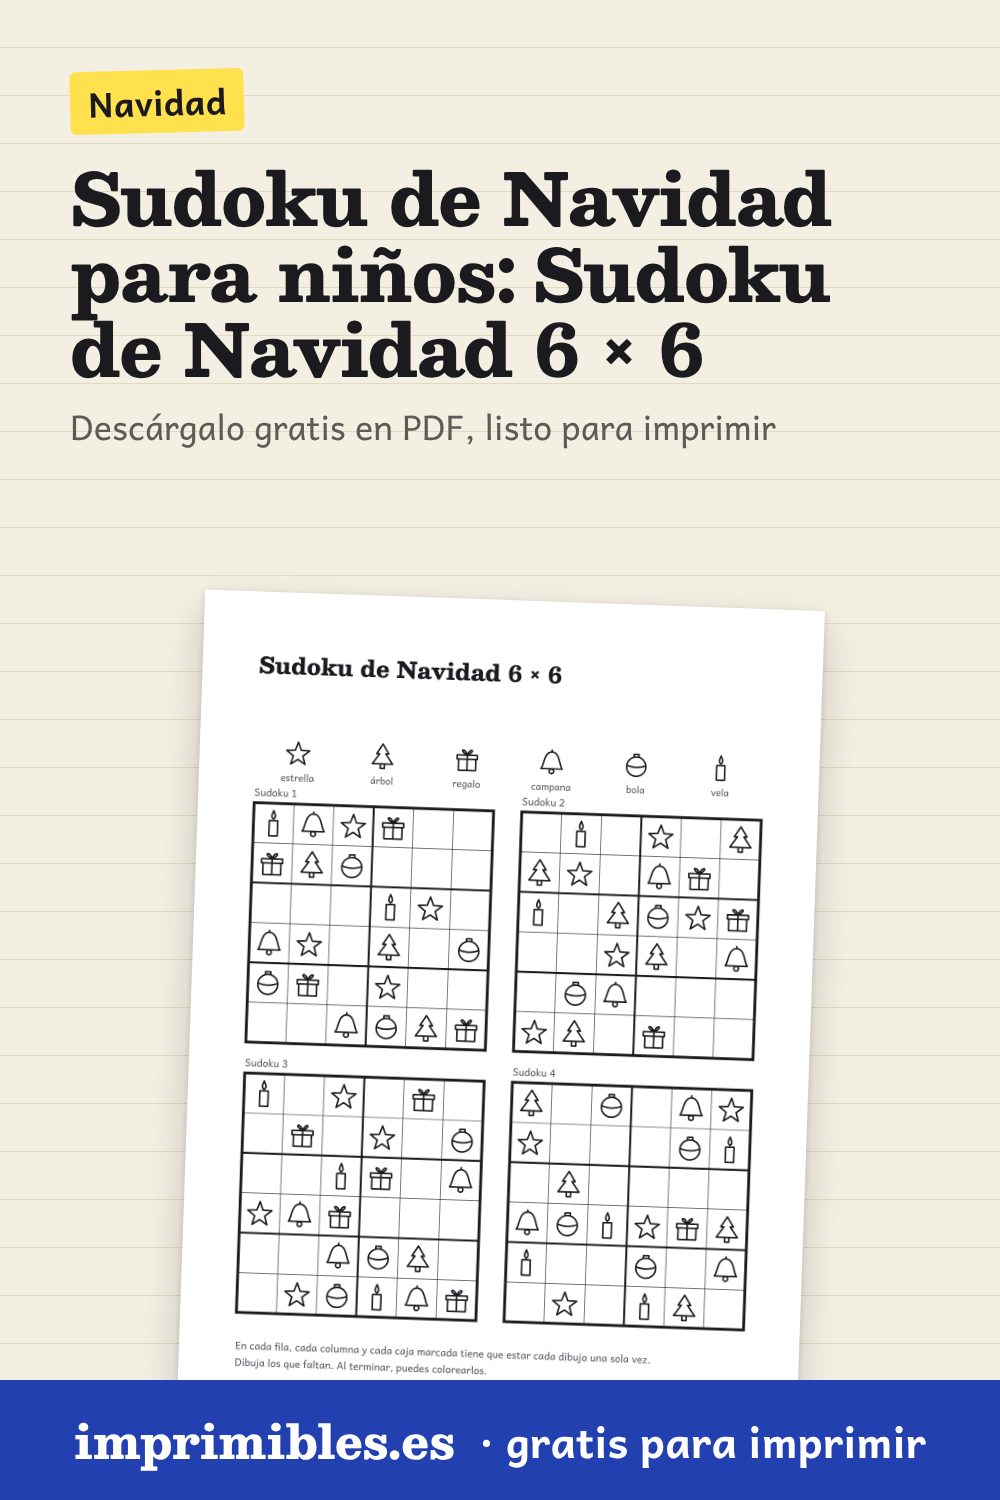 Navidad
Sudoku de Navidad
para niños: Sudoku
de Navidad 6 × 6
Descárgalo gratis en PDF, listo para imprimir
Sudoku de Navidad 6 × 6
estrella árbol regalo campana bola vela
Sudoku 1 Sudoku 2
Sudoku 3 Sudoku 4
En cada fila, cada columna y cada caja marcada tiene que estar cada dibujo una sola vez.
Dibuja los que faltan. Al terminar, puedes colorearlos.
imprimibles.es · gratis para imprimir